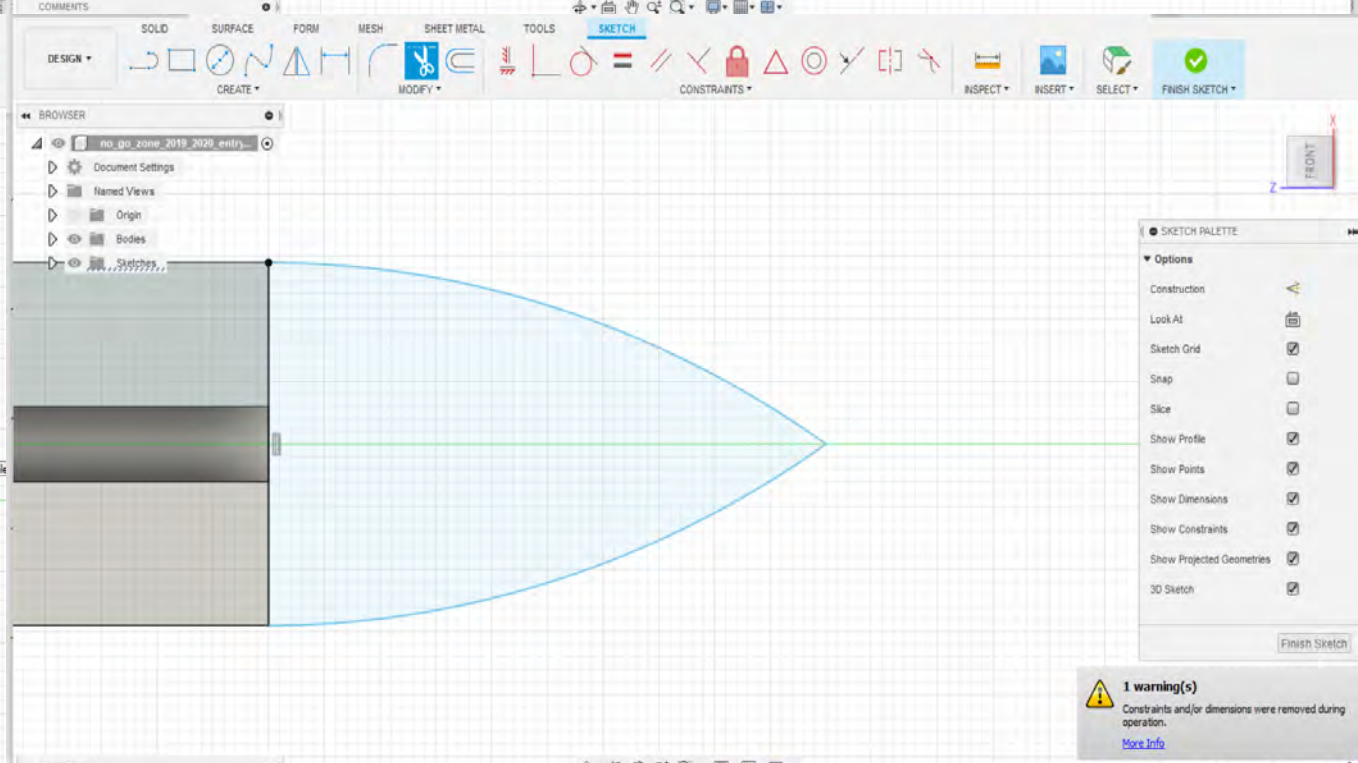 COMMENTS
SOLID SURFACE FORM MESH SHEET METAL TOOLS SKETCH
DESIGN
CREATE MODIFY CONSTRAINTS INSPECT INSERT SELECT FINISH SKETCH
BROWSER
no_go_zone_2019_2020_entry...
Document Settings
Named Views
Origin
Bodies
Sketches
X
FRONT
Z
SKETCH PALETTE
Options
Construction
Look At
Sketch Grid
Snap
Slice
Show Profile
Show Points
Show Dimensions
Show Constraints
Show Projected Geometries
3D Sketch
Finish Sketch
1 warning(s)
Constraints and/or dimensions were removed during
operation.
More Info